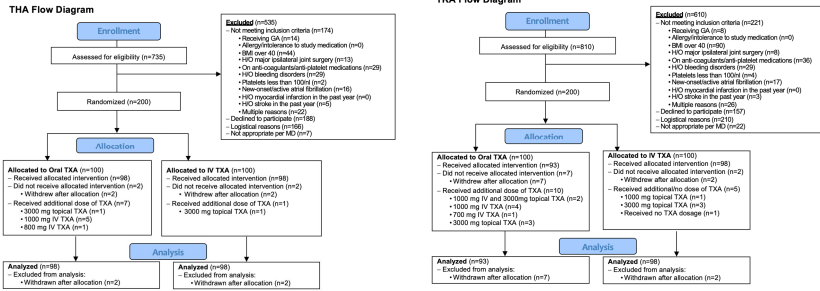 THA Flow Diagram
Enrollment
Assessed for eligibility (n=735)
Excluded (n=535)
– Not meeting inclusion criteria (n=174)
• Receiving GA (n=14)
• Allergy/intolerance to study medication (n=0)
• BMI over 40 (n=44)
• H/O major ipsilateral joint surgery (n=13)
• On anti-coagulants/anti-platelet medications (n=29)
• H/O bleeding disorders (n=29)
• Platelets less than 100/nl (n=2)
• New-onset/active atrial fibrillation (n=16)
• H/O myocardial infarction in the past year (n=0)
• H/O stroke in the past year (n=5)
• Multiple reasons (n=22)
– Declined to participate (n=188)
– Logistical reasons (n=166)
– Not appropriate per MD (n=7)
Randomized (n=200)
Allocation
Allocated to Oral TXA (n=100)
– Received allocated intervention (n=98)
– Did not receive allocated intervention (n=2)
• Withdrew after allocation (n=2)
– Received additional dose of TXA (n=7)
• 3000 mg topical TXA (n=1)
• 1000 mg IV TXA (n=5)
• 800 mg IV TXA (n=1)
Allocated to IV TXA (n=100)
– Received allocated intervention (n=98)
– Did not receive allocated intervention (n=2)
• Withdrew after allocation (n=2)
– Received additional dose of TXA (n=1)
• 3000 mg topical TXA (n=1)
Analysis
Analyzed (n=98)
– Excluded from analysis:
• Withdrawn after allocation (n=2)
Analyzed (n=98)
– Excluded from analysis:
• Withdrawn after allocation (n=2)
Enrollment
Assessed for eligibility (n=810)
Excluded (n=610)
– Not meeting inclusion criteria (n=221)
• Receiving GA (n=8)
• Allergy/intolerance to study medication (n=0)
• BMI over 40 (n=90)
• H/O major ipsilateral joint surgery (n=8)
• On anti-coagulants/anti-platelet medications (n=36)
• H/O bleeding disorders (n=29)
• Platelets less than 100/nl (n=4)
• New-onset/active atrial fibrillation (n=17)
• H/O myocardial infarction in the past year (n=0)
• H/O stroke in the past year (n=3)
• Multiple reasons (n=26)
– Declined to participate (n=157)
– Logistical reasons (n=210)
– Not appropriate per MD (n=22)
Randomized (n=200)
Allocation
Allocated to Oral TXA (n=100)
– Received allocated intervention (n=93)
– Did not receive allocated intervention (n=7)
• Withdrew after allocation (n=7)
– Received additional dose of TXA (n=10)
• 1000 mg IV and 3000mg topical TXA (n=2)
• 1000 mg IV TXA (n=4)
• 700 mg IV TXA (n=1)
• 3000 mg topical TXA (n=3)
Allocated to IV TXA (n=100)
– Received allocated intervention (n=98)
– Did not receive allocated intervention (n=2)
• Withdrew after allocation (n=2)
– Received additional/no dose of TXA (n=5)
• 1000 mg TXA (n=1)
• 3000 mg TXA (n=3)
• Received no TXA dosage (n=1)
Analysis
Analyzed (n=93)
– Excluded from analysis:
• Withdrawn after allocation (n=7)
Analyzed (n=98)
– Excluded from analysis:
• Withdrawn after allocation (n=2)